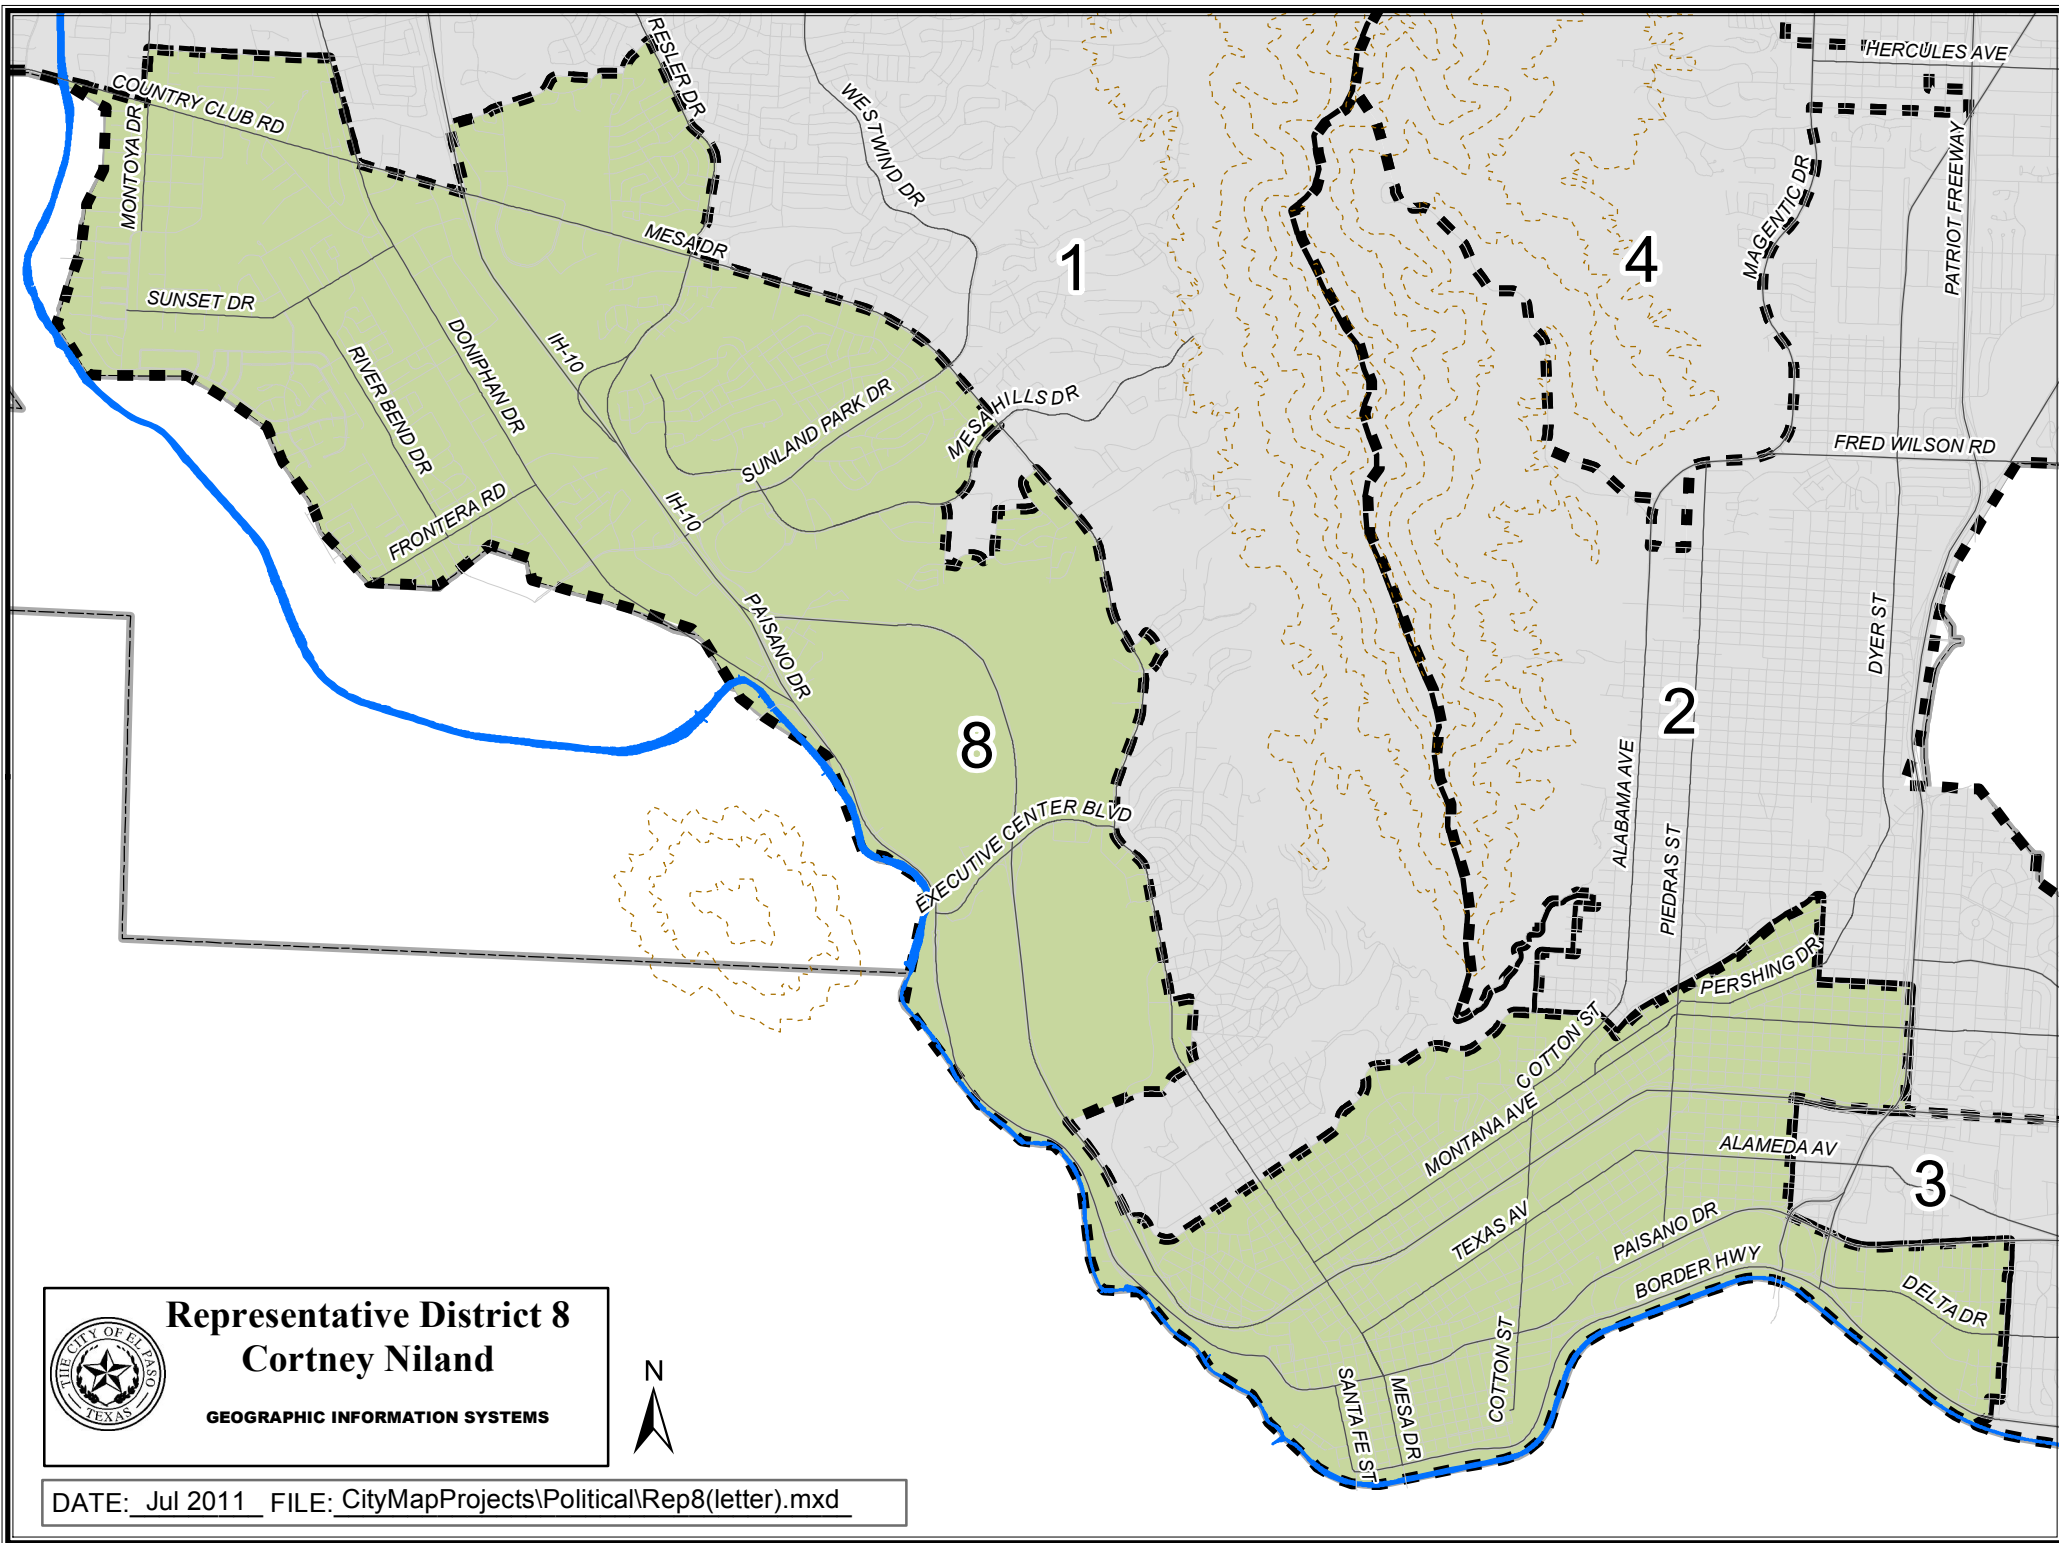 HERCULES AVE
RESLER DR
COUNTRY CLUB RD
MONTOYA DR
WESTWIND DR
PATRIOT FREEWAY
MAGENTIC DR
MESA DR
1
4
SUNSET DR
DONIPHAN DR
IH-10
RIVER BEND DR
SUNLAND PARK DR
MESA HILLS DR
FRED WILSON RD
FRONTERA RD
IH-10
PAISANO DR
DYER ST
8
2
EXECUTIVE CENTER BLVD
ALABAMA AVE
PIEDRAS ST
PERSHING DR
COTTON ST
MONTANA AVE
ALAMEDA AV
3
TEXAS AV
PAISANO DR
BORDER HWY
DELTA DR
COTTON ST
SANTA FE ST
MESA DR
Representative District 8
Cortney Niland
GEOGRAPHIC INFORMATION SYSTEMS
THE CITY OF EL PASO
TEXAS
N
DATE: Jul 2011 FILE: CityMapProjects\Political\Rep8(letter).mxd